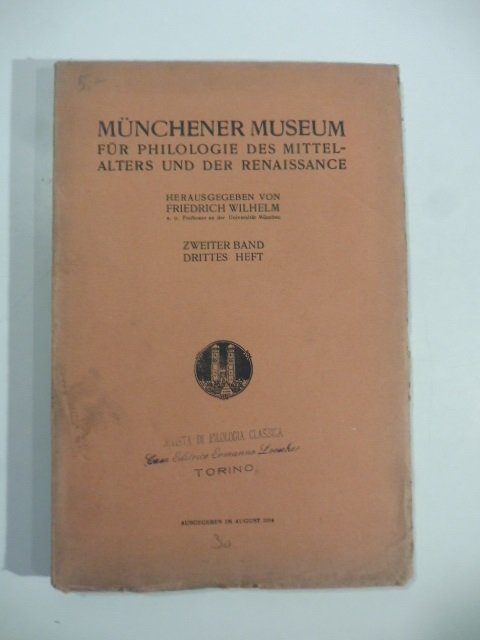 5.—
MÜNCHENER MUSEUM
FÜR PHILOLOGIE DES MITTEL-
ALTERS UND DER RENAISSANCE
HERAUSGEGEBEN VON
FRIEDRICH WILHELM
a. o. Professor an der Universität München
ZWEITER BAND
DRITTES HEFT
RIVISTA DI FILOLOGIA CLASSICA
Casa Editrice Ermanno Loescher
TORINO
AUSGEGEBEN IM AUGUST 1914
30